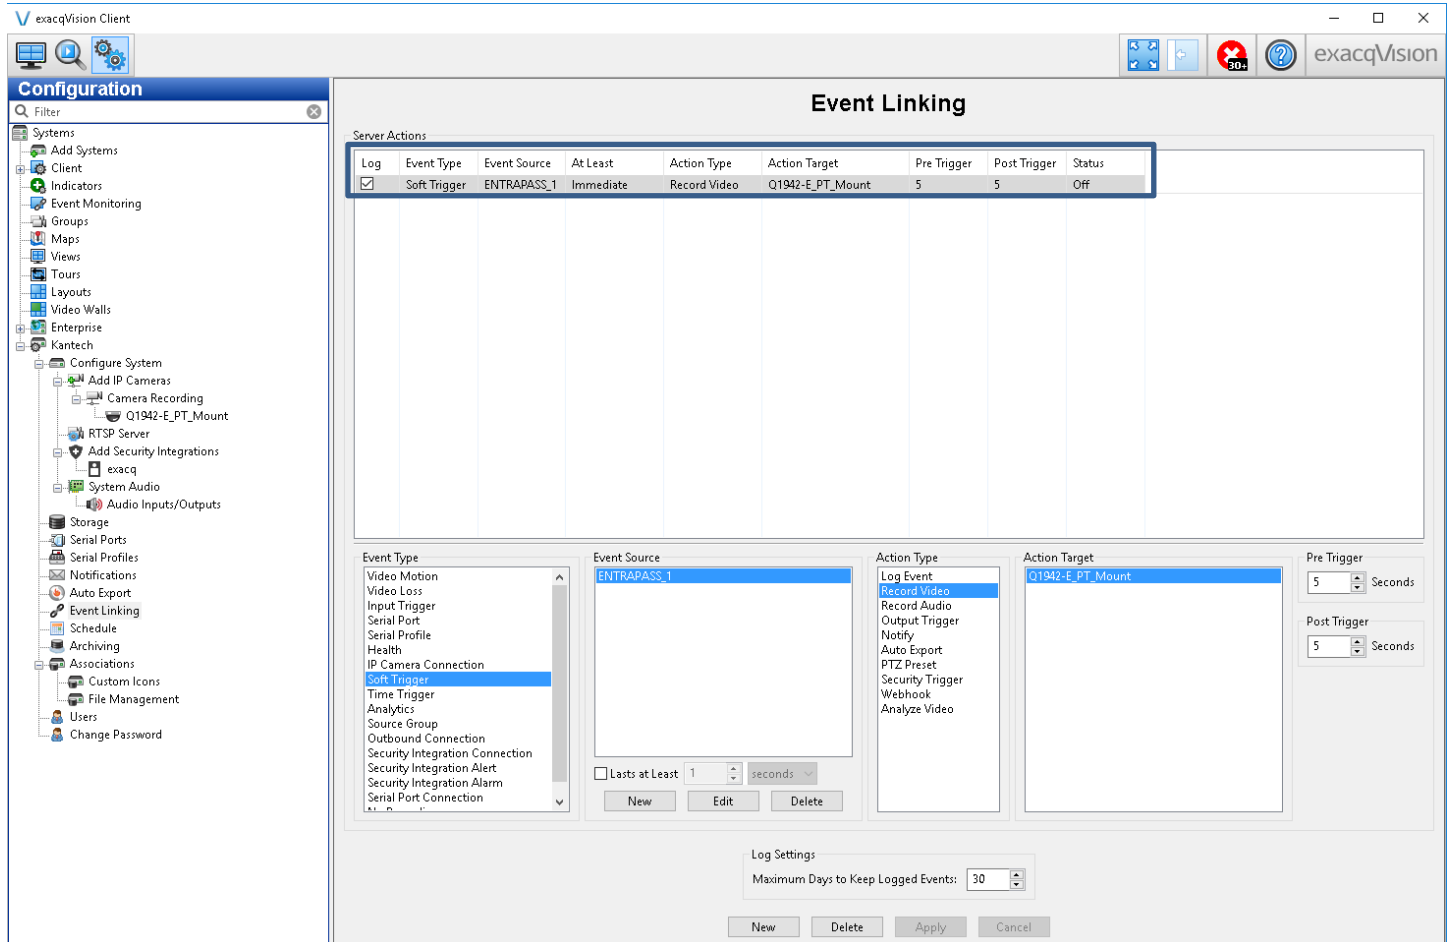 exacqVision Client
30+
exacqVision
Configuration
Filter
Systems
Add Systems
Client
Indicators
Event Monitoring
Groups
Maps
Views
Tours
Layouts
Video Walls
Enterprise
Kantech
Configure System
Add IP Cameras
Camera Recording
Q1942-E_PT_Mount
RTSP Server
Add Security Integrations
exacq
System Audio
Audio Inputs/Outputs
Storage
Serial Ports
Serial Profiles
Notifications
Auto Export
Event Linking
Schedule
Archiving
Associations
Custom Icons
File Management
Users
Change Password
Event Linking
Server Actions
Log Event Type Event Source At Least Action Type Action Target Pre Trigger Post Trigger Status
Soft Trigger ENTRAPASS_1 Immediate Record Video Q1942-E_PT_Mount 5 5 Off
Event Type
Video Motion
Video Loss
Input Trigger
Serial Port
Serial Profile
Health
IP Camera Connection
Soft Trigger
Time Trigger
Analytics
Source Group
Outbound Connection
Security Integration Connection
Security Integration Alert
Security Integration Alarm
Serial Port Connection
Event Source
ENTRAPASS_1
Lasts at Least 1 seconds
New Edit Delete
Action Type
Log Event
Record Video
Record Audio
Output Trigger
Notify
Auto Export
PTZ Preset
Security Trigger
Webhook
Analyze Video
Action Target
Q1942-E_PT_Mount
Pre Trigger
5 Seconds
Post Trigger
5 Seconds
Log Settings
Maximum Days to Keep Logged Events: 30
New Delete Apply Cancel